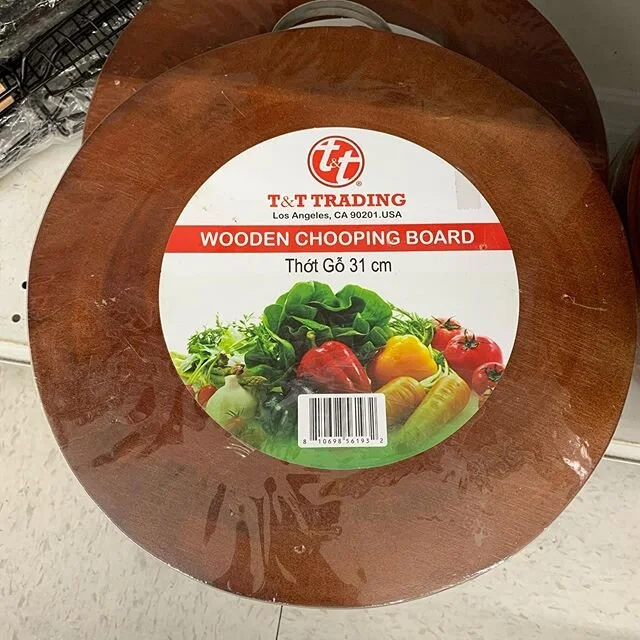 t&t®
T&T TRADING
Los Angeles, CA 90201.USA
WOODEN CHOOPING BOARD
Thớt Gỗ 31 cm
8 10698 56193 2